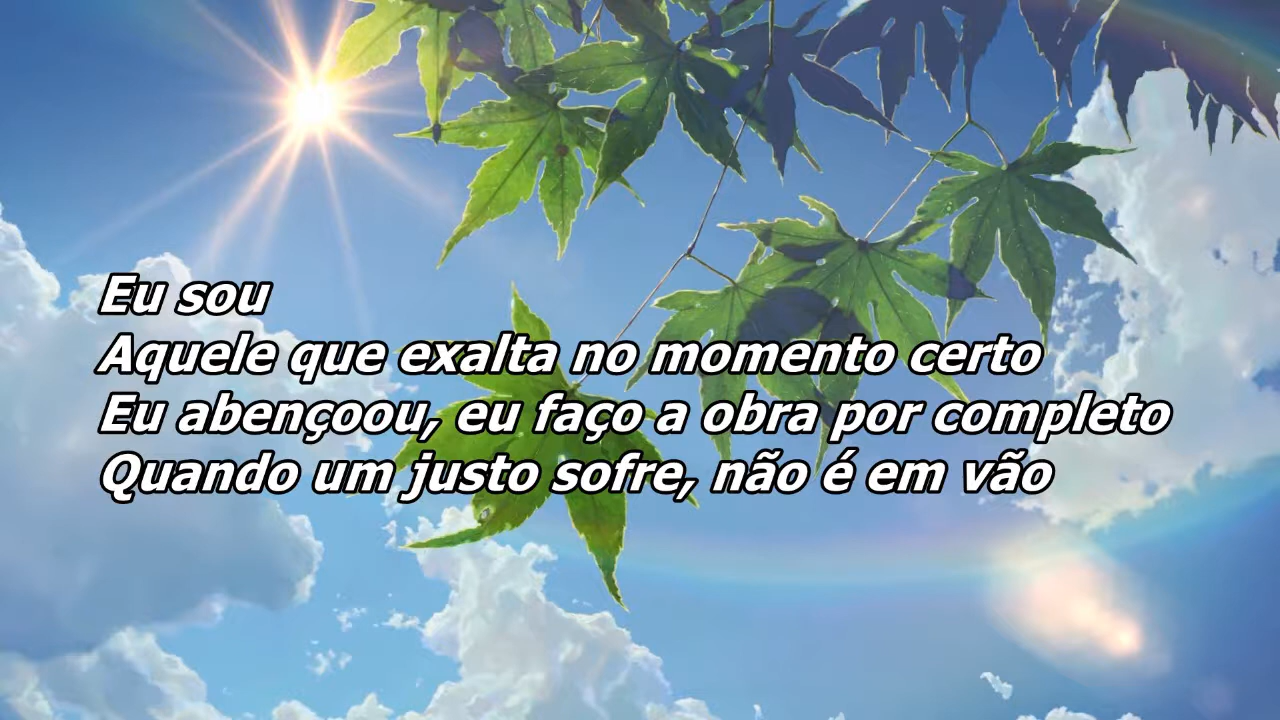 Eu sou
Aquele que exalta no momento certo
Eu abençoou, eu faço a obra por completo
Quando um justo sofre, não é em vão